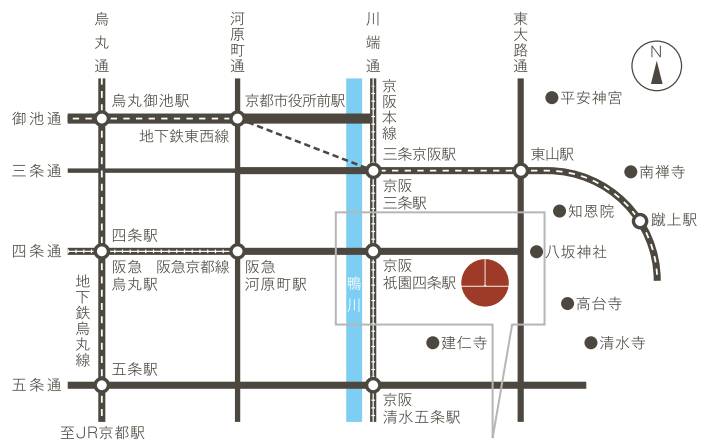 烏丸通
河原町通
川端通
東大路通
N
御池通
烏丸御池駅
京都市役所前駅
京阪本線
地下鉄東西線
平安神宮
三条通
三条京阪駅
東山駅
南禅寺
京阪
三条駅
知恩院
蹴上駅
四条通
四条駅
八坂神社
阪急
烏丸駅
阪急京都線
阪急
河原町駅
鴨川
京阪
祇園四条駅
地下鉄烏丸線
高台寺
建仁寺
清水寺
五条通
五条駅
京阪
清水五条駅
至JR京都駅